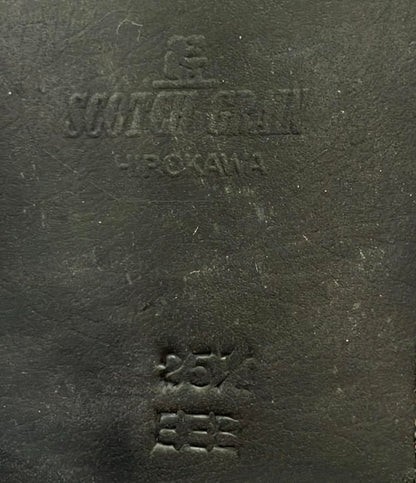 SCOTCH GRAIN
HIROKAWA
25½
EEE